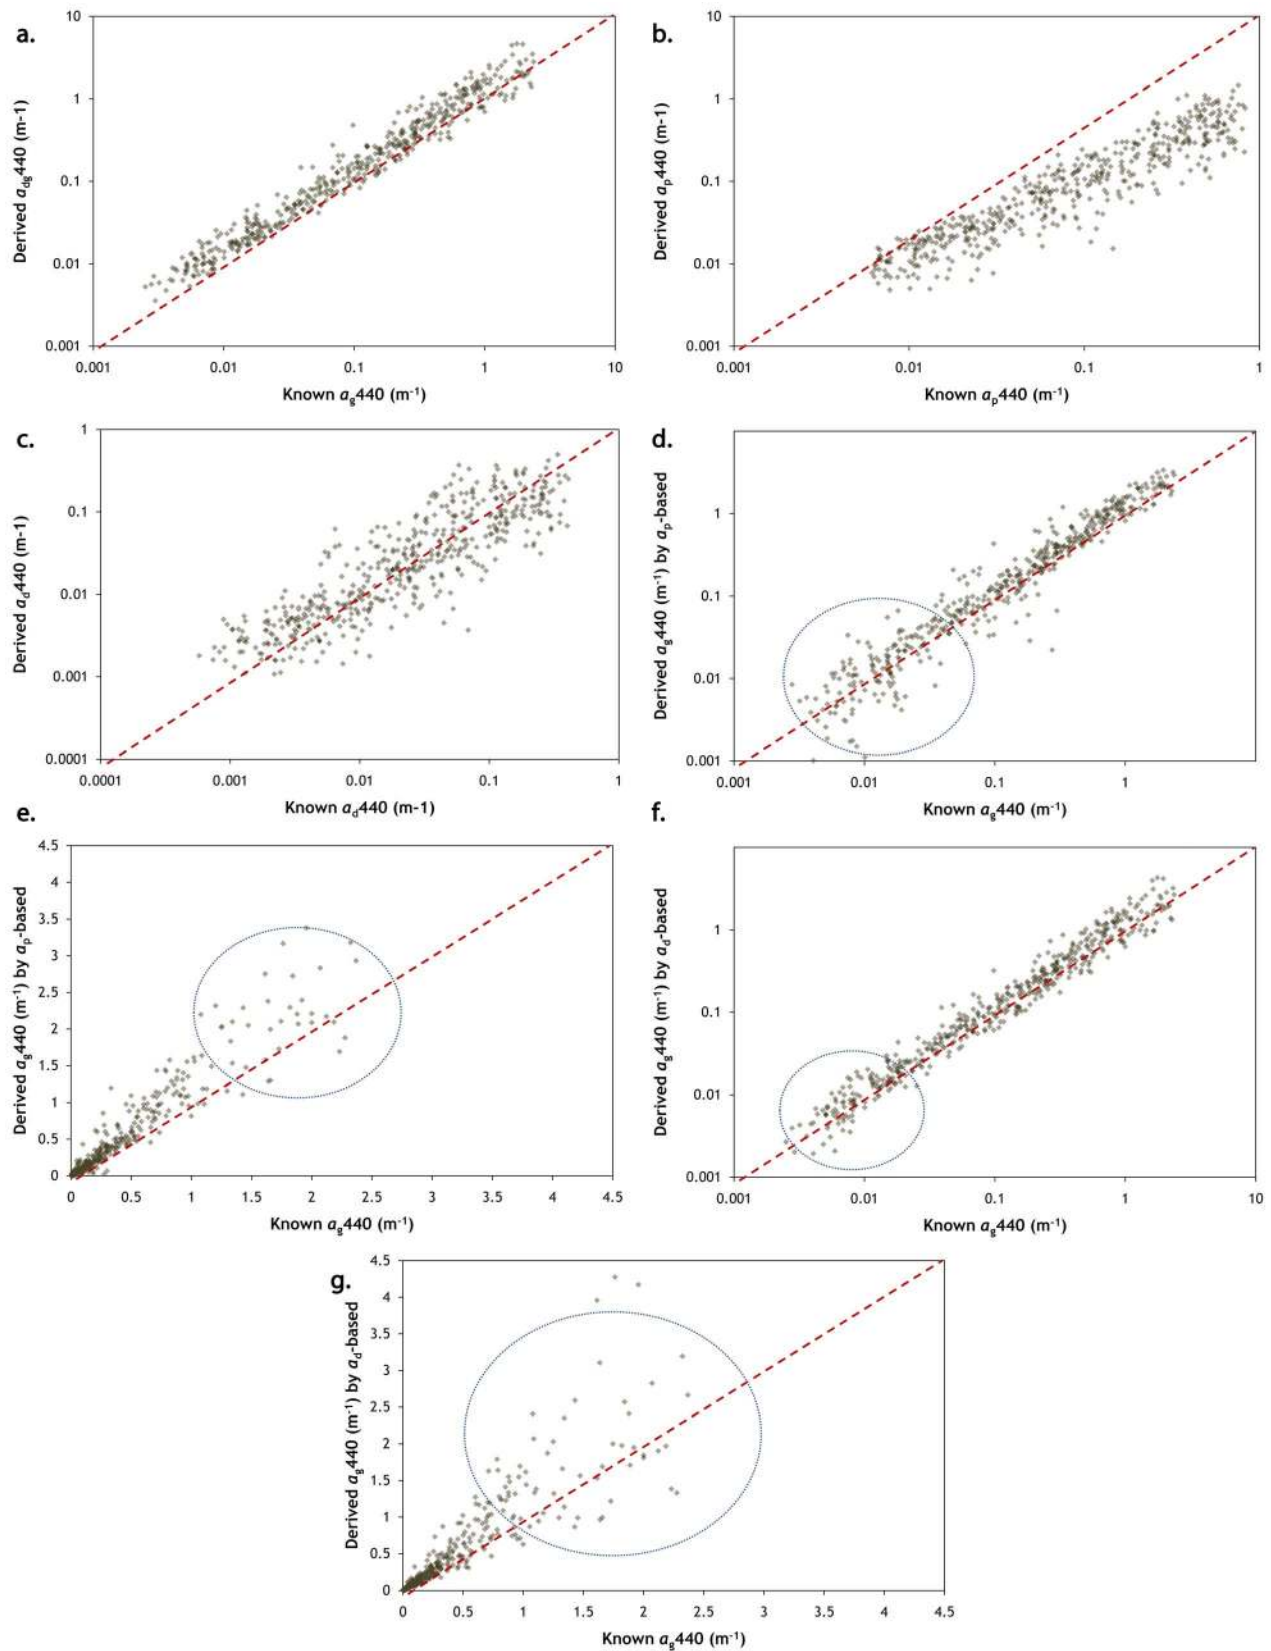 a.
10
1
0.1
0.01
0.001
0.001 0.01 0.1 1 10
Derived adg440 (m-1)
Known ag440 (m-1)
b.
10
1
0.1
0.01
0.001
0.001 0.01 0.1 1
Derived ap440 (m-1)
Known ap440 (m-1)
c.
1
0.1
0.01
0.001
0.0001
0.0001 0.001 0.01 0.1 1
Derived ad440 (m-1)
Known ad440 (m-1)
d.
1
0.1
0.01
0.001
0.001 0.01 0.1 1
Derived ag440 (m-1) by ap-based
Known ag440 (m-1)
e.
4.5
4
3.5
3
2.5
2
1.5
1
0.5
0
0 0.5 1 1.5 2 2.5 3 3.5 4 4.5
Derived ag440 (m-1) by ap-based
Known ag440 (m-1)
f.
1
0.1
0.01
0.001
0.001 0.01 0.1 1 10
Derived ag440 (m-1) by ad-based
Known ag440 (m-1)
g.
4.5
4
3.5
3
2.5
2
1.5
1
0.5
0
0 0.5 1 1.5 2 2.5 3 3.5 4 4.5
Derived ag440 (m-1) by ad-based
Known ag440 (m-1)